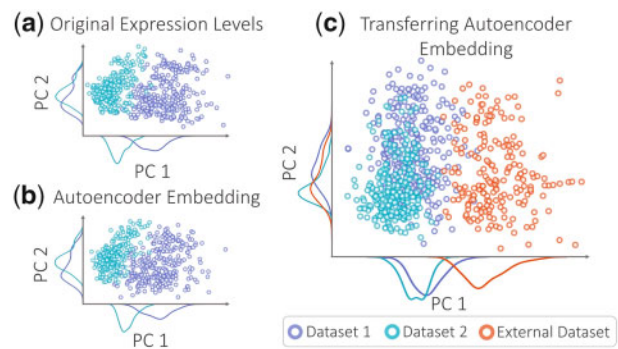 (a) Original Expression Levels
PC 2
PC 1
(b) Autoencoder Embedding
PC 2
PC 1
(c) Transferring Autoencoder
Embedding
PC 2
PC 1
Dataset 1 Dataset 2 External Dataset